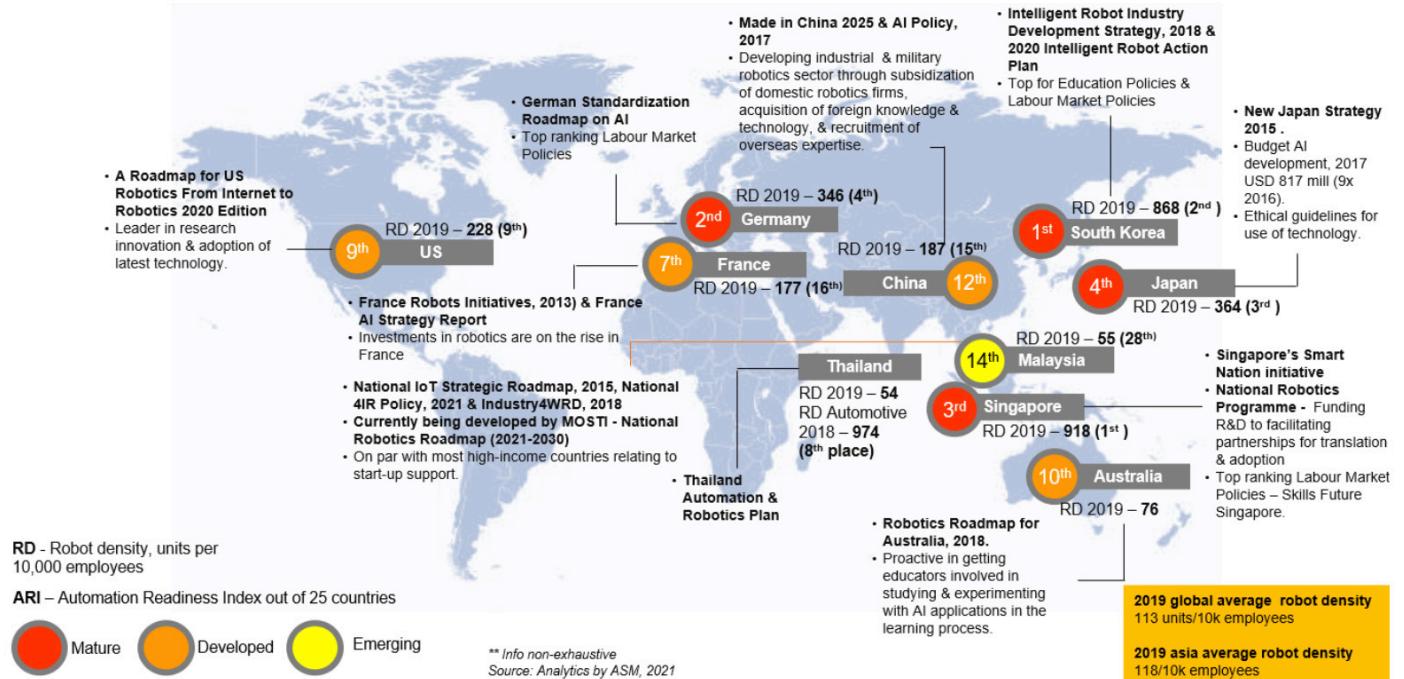 • Made in China 2025 & AI Policy,
2017
• Developing industrial & military
robotics sector through subsidization
of domestic robotics firms,
acquisition of foreign knowledge &
technology, & recruitment of
overseas expertise.
• Intelligent Robot Industry
Development Strategy, 2018 &
2020 Intelligent Robot Action
Plan
• Top for Education Policies &
Labour Market Policies
• German Standardization
Roadmap on AI
• Top ranking Labour Market
Policies
• New Japan Strategy
2015 .
• Budget AI
development, 2017
USD 817 mill (9x
2016).
• Ethical guidelines for
use of technology.
• A Roadmap for US
Robotics From Internet to
Robotics 2020 Edition
• Leader in research
innovation & adoption of
latest technology.
RD 2019 – 228 (9th)
9th
US
RD 2019 – 346 (4th)
2nd
Germany
7th
France
RD 2019 – 177 (16th)
RD 2019 – 187 (15th)
China
12th
RD 2019 – 868 (2nd )
1st
South Korea
4th
Japan
RD 2019 – 364 (3rd )
• France Robots Initiatives, 2013) & France
AI Strategy Report
• Investments in robotics are on the rise in
France
RD 2019 – 55 (28th)
14th
Malaysia
Thailand
RD 2019 – 54
RD Automotive
2018 – 974
(8th place)
3rd
Singapore
RD 2019 – 918 (1st )
• Singapore's Smart
Nation initiative
• National Robotics
Programme - Funding
R&D to facilitating
partnerships for translation
& adoption
• Top ranking Labour Market
Policies – Skills Future
Singapore.
• National IoT Strategic Roadmap, 2015, National
4IR Policy, 2021 & Industry4WRD, 2018
• Currently being developed by MOSTI - National
Robotics Roadmap (2021-2030)
• On par with most high-income countries relating to
start-up support.
• Thailand
Automation &
Robotics Plan
10th
Australia
RD 2019 – 76
• Robotics Roadmap for
Australia, 2018.
• Proactive in getting
educators involved in
studying & experimenting
with AI applications in the
learning process.
RD - Robot density, units per
10,000 employees
ARI – Automation Readiness Index out of 25 countries
Mature
Developed
Emerging
** Info non-exhaustive
Source: Analytics by ASM, 2021
2019 global average robot density
113 units/10k employees
2019 asia average robot density
118/10k employees